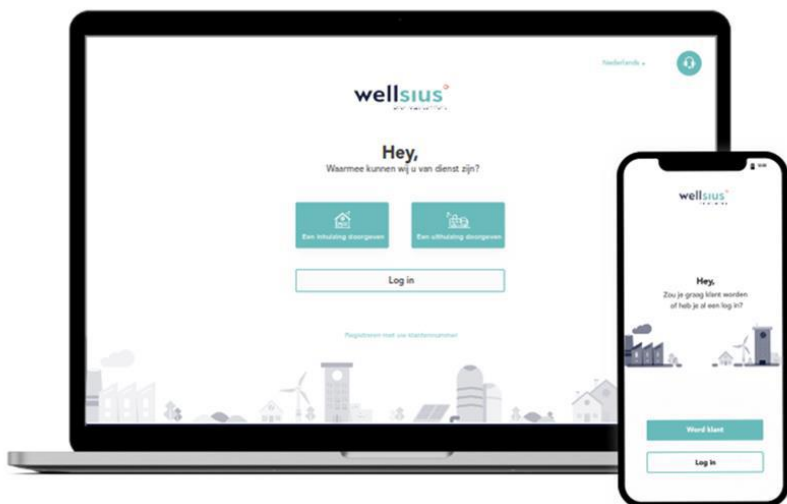 Nederlands
wellsius
Hey,
Waarmee kunnen wij u van dienst zijn?
Een inhuizing doorgeven
Een uithuizing doorgeven
Log in
Registreren met uw klantennummer
wellsius
Hey,
Zou je graag klant worden
of heb je al een log in?
Word klant
Log in